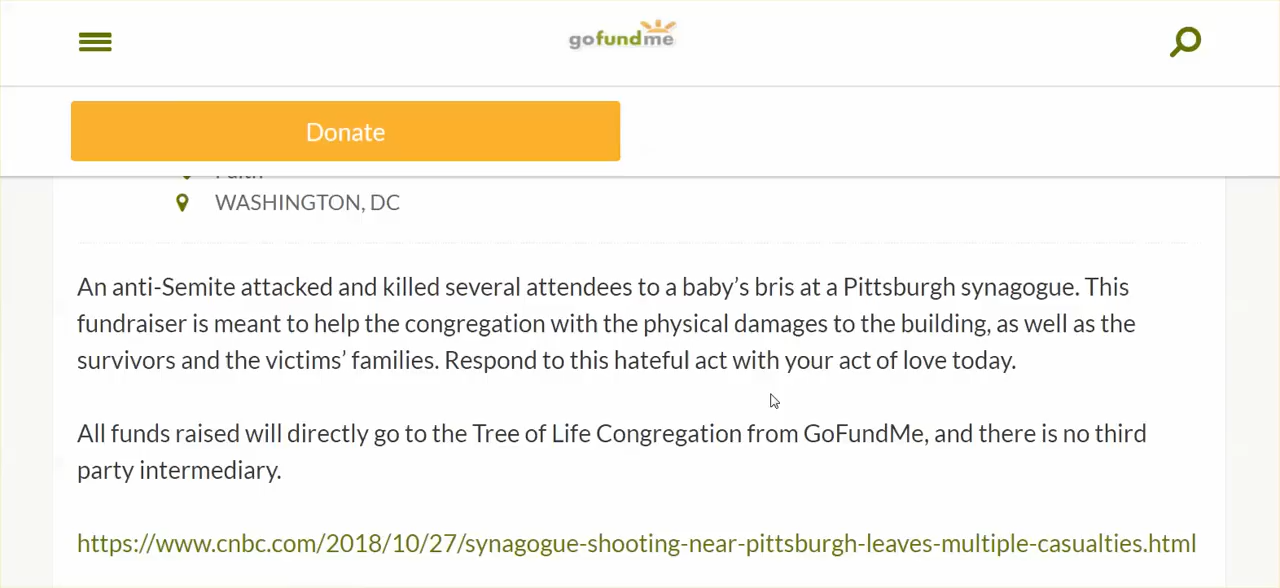 gofundme
Donate
Faith
WASHINGTON, DC
An anti-Semite attacked and killed several attendees to a baby’s bris at a Pittsburgh synagogue. This
fundraiser is meant to help the congregation with the physical damages to the building, as well as the
survivors and the victims’ families. Respond to this hateful act with your act of love today.
All funds raised will directly go to the Tree of Life Congregation from GoFundMe, and there is no third
party intermediary.
https://www.cnbc.com/2018/10/27/synagogue-shooting-near-pittsburgh-leaves-multiple-casualties.html